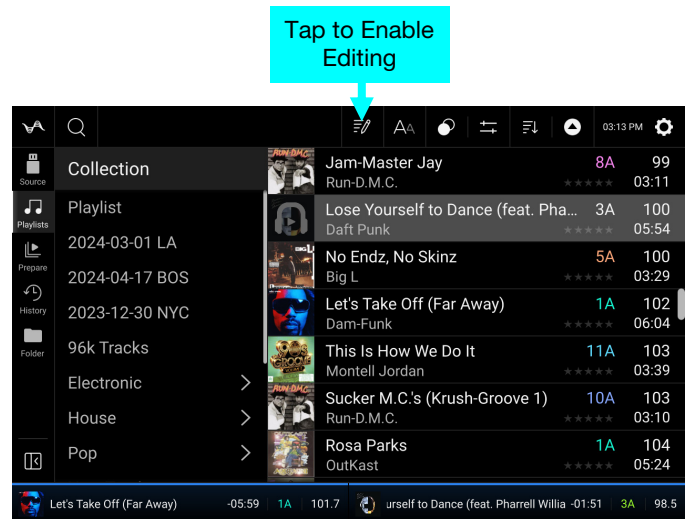 Tap to Enable
Editing
AA
03:13 PM
Source
Playlists
Prepare
History
Folder
Collection
Playlist
2024-03-01 LA
2024-04-17 BOS
2023-12-30 NYC
96k Tracks
Electronic
House
Pop
Jam-Master Jay 8A 99
Run-D.M.C. 03:11
Lose Yourself to Dance (feat. Pha... 3A 100
Daft Punk 05:54
No Endz, No Skinz 5A 100
Big L 03:29
Let's Take Off (Far Away) 1A 102
Dam-Funk 06:04
This Is How We Do It 11A 103
Montell Jordan 03:39
Sucker M.C.'s (Krush-Groove 1) 10A 103
Run-D.M.C. 03:10
Rosa Parks 1A 104
OutKast 05:24
RUN-DMC
RUN-DMC
Let's Take Off (Far Away) -05:59 1A 101.7
urself to Dance (feat. Pharrell Willia -01:51 3A 98.5